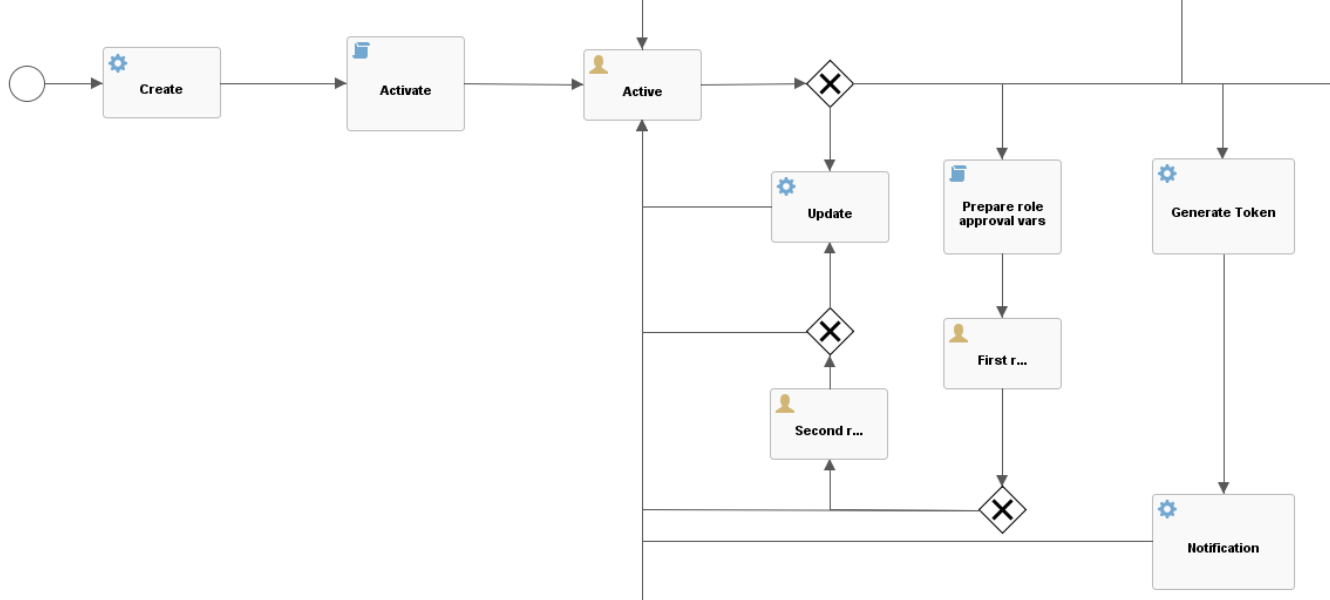 Create
Activate
Active
Update
Prepare role
approval vars
Generate Token
First r...
Second r...
Notification